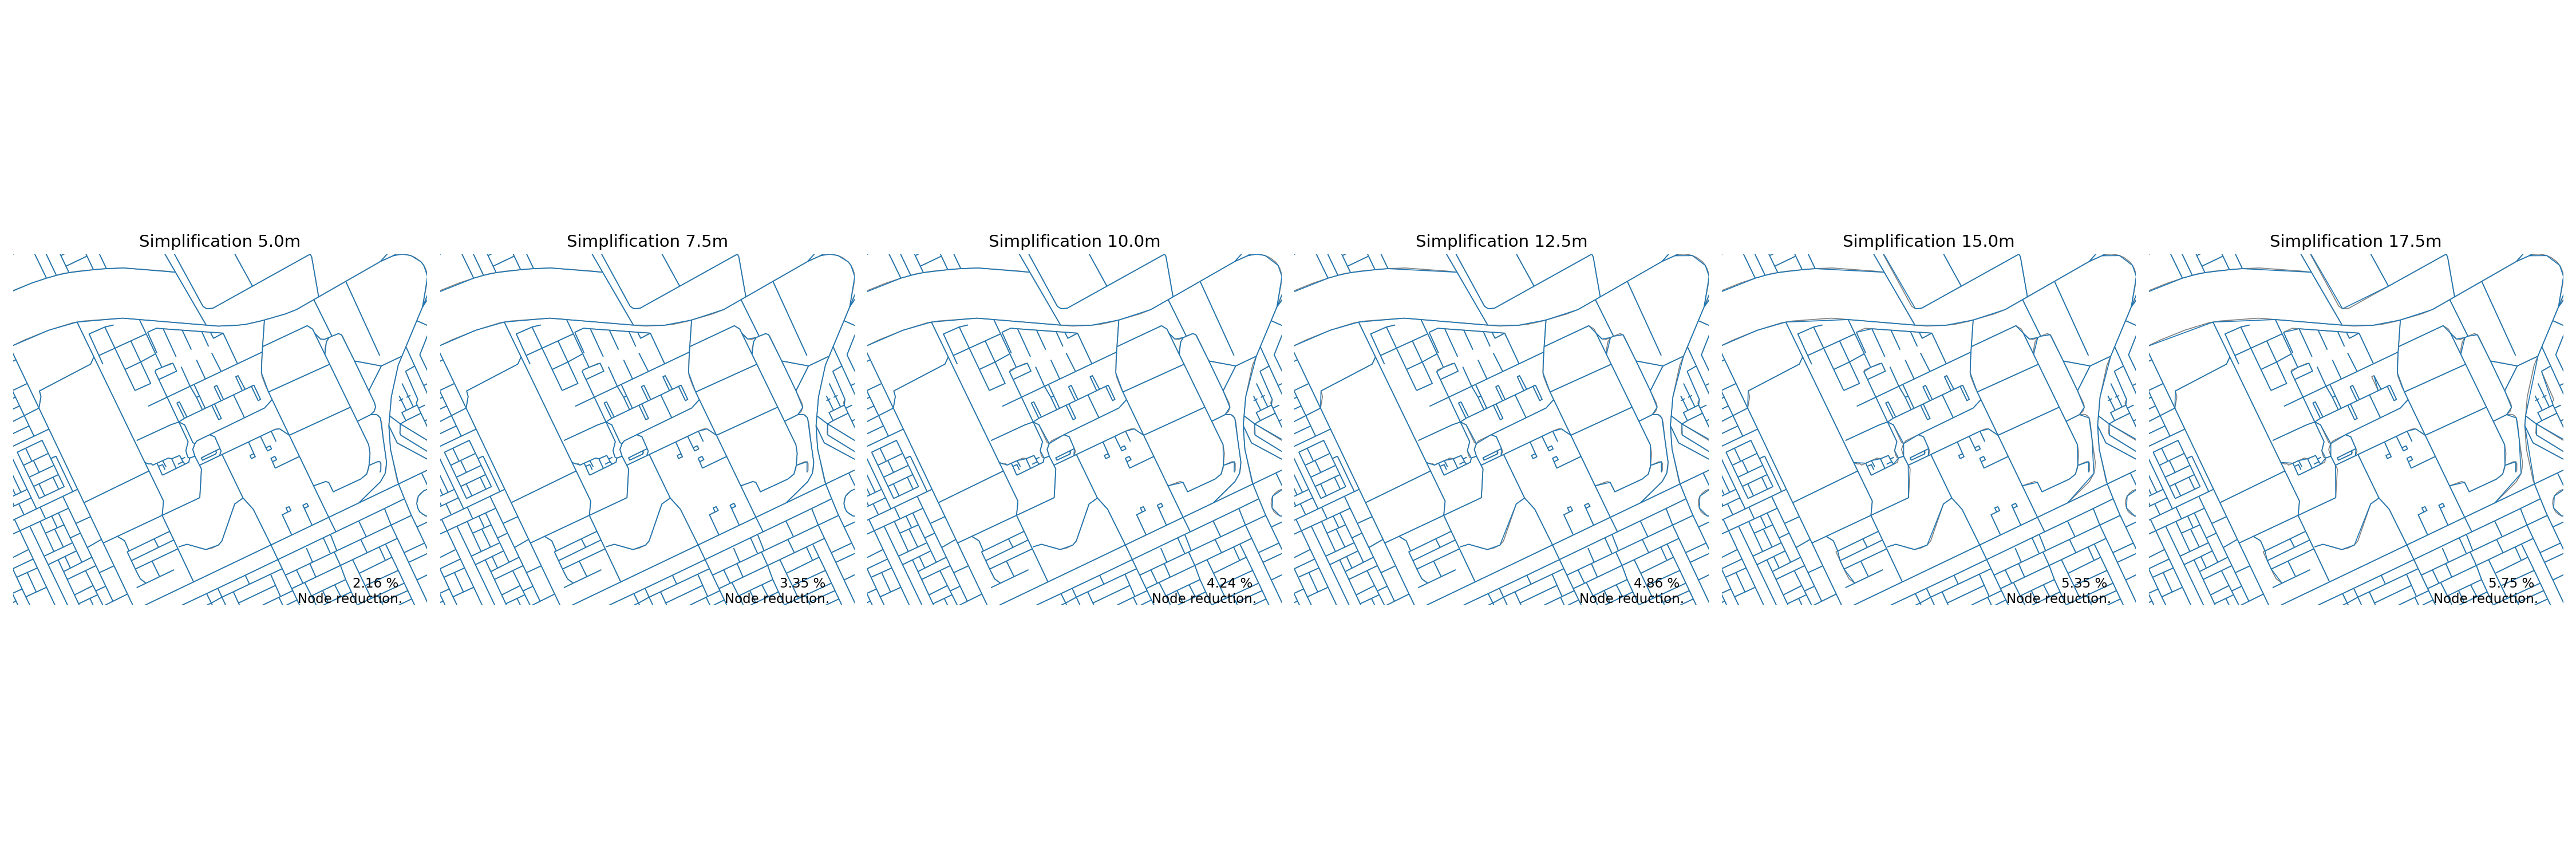 Simplification 5.0m
2.16 %
Node reduction.
Simplification 7.5m
3.35 %
Node reduction.
Simplification 10.0m
4.24 %
Node reduction.
Simplification 12.5m
4.86 %
Node reduction.
Simplification 15.0m
5.35 %
Node reduction.
Simplification 17.5m
5.75 %
Node reduction.